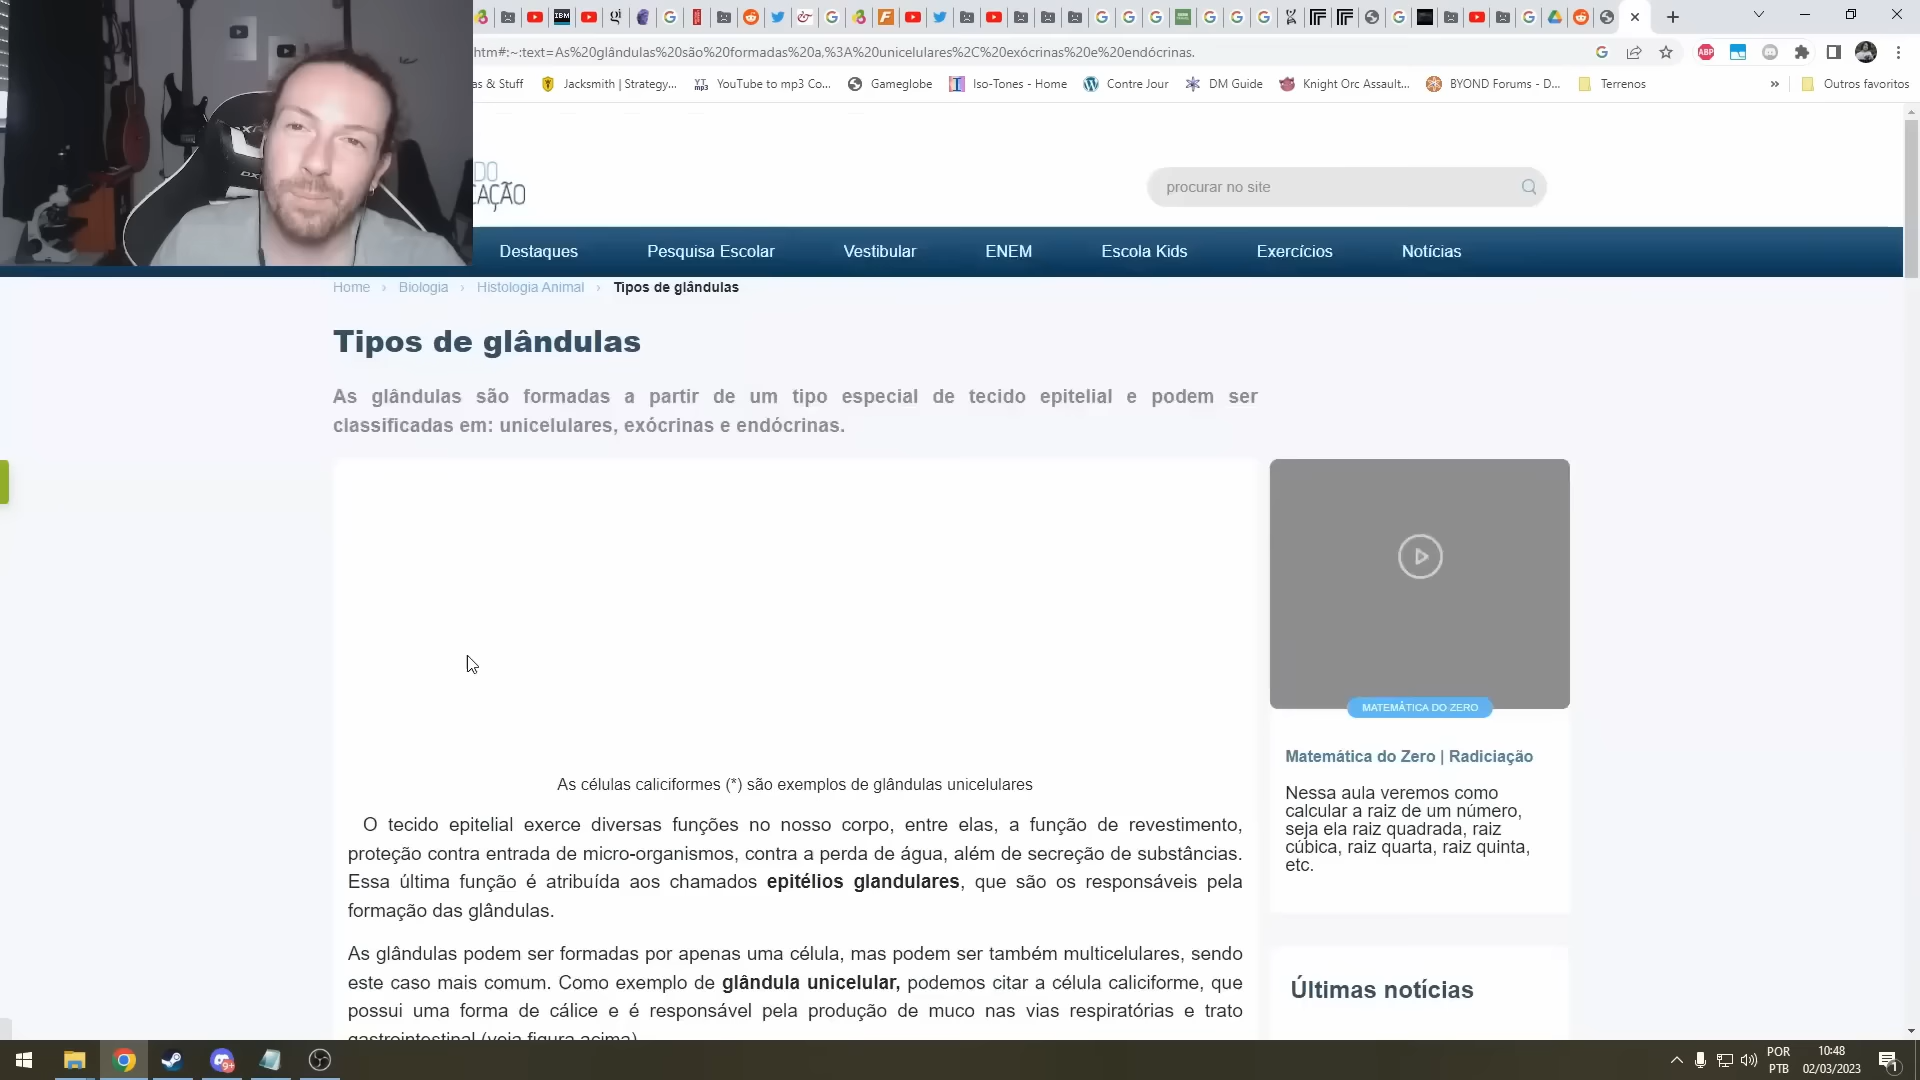 htm#:~:text=As%20glândulas%20são%20formadas%20a,%3A%20unicelulares%2C%20exócrinas%20e%20endócrinas.
as & Stuff
Jacksmith | Strategy...
YouTube to mp3 Co...
Gameglobe
Iso-Tones - Home
Contre Jour
DM Guide
Knight Orc Assault...
BYOND Forums - D...
Terrenos
»
Outros favoritos
DO
CAÇÃO
procurar no site
Destaques
Pesquisa Escolar
Vestibular
ENEM
Escola Kids
Exercícios
Notícias
Home › Biologia › Histologia Animal › Tipos de glândulas
Tipos de glândulas
As glândulas são formadas a partir de um tipo especial de tecido epitelial e podem ser
classificadas em: unicelulares, exócrinas e endócrinas.
As células caliciformes (*) são exemplos de glândulas unicelulares
O tecido epitelial exerce diversas funções no nosso corpo, entre elas, a função de revestimento,
proteção contra entrada de micro-organismos, contra a perda de água, além de secreção de substâncias.
Essa última função é atribuída aos chamados epitélios glandulares, que são os responsáveis pela
formação das glândulas.
As glândulas podem ser formadas por apenas uma célula, mas podem ser também multicelulares, sendo
este caso mais comum. Como exemplo de glândula unicelular, podemos citar a célula caliciforme, que
possui uma forma de cálice e é responsável pela produção de muco nas vias respiratórias e trato
gastrointestinal (veja figura acima).
MATEMÁTICA DO ZERO
Matemática do Zero | Radiciação
Nessa aula veremos como
calcular a raiz de um número,
seja ela raiz quadrada, raiz
cúbica, raiz quarta, raiz quinta,
etc.
Últimas notícias
9+
POR
PTB
10:48
02/03/2023
1